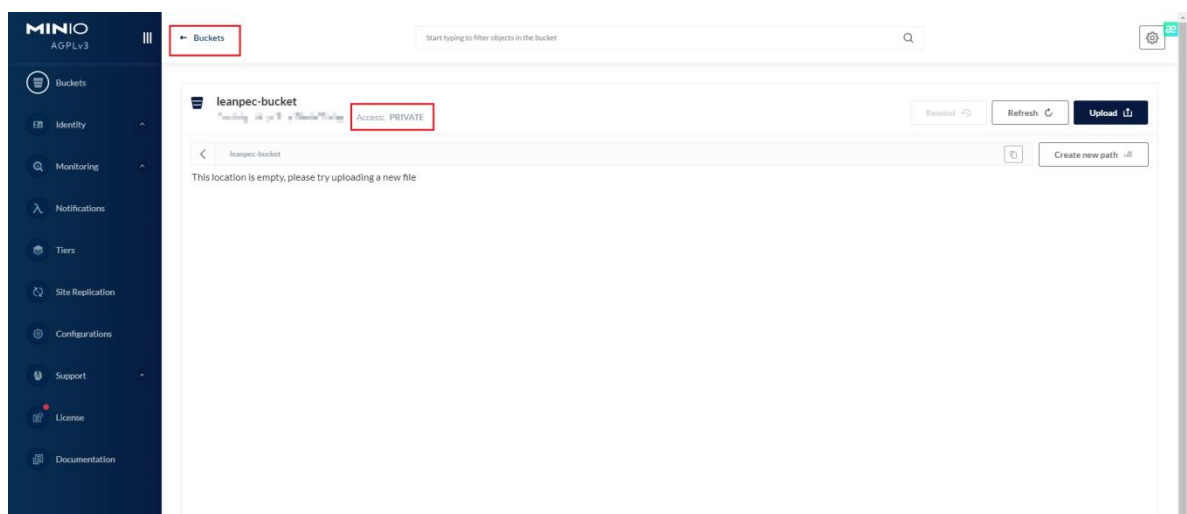 MINIO
AGPLv3
Buckets
Identity
Monitoring
Notifications
Tiers
Site Replication
Configurations
Support
License
Documentation
← Buckets
Start typing to filter objects in the bucket
æ
leanpec-bucket
Access: PRIVATE
Rewind
Refresh
Upload
leanpec-bucket
Create new path
This location is empty, please try uploading a new file